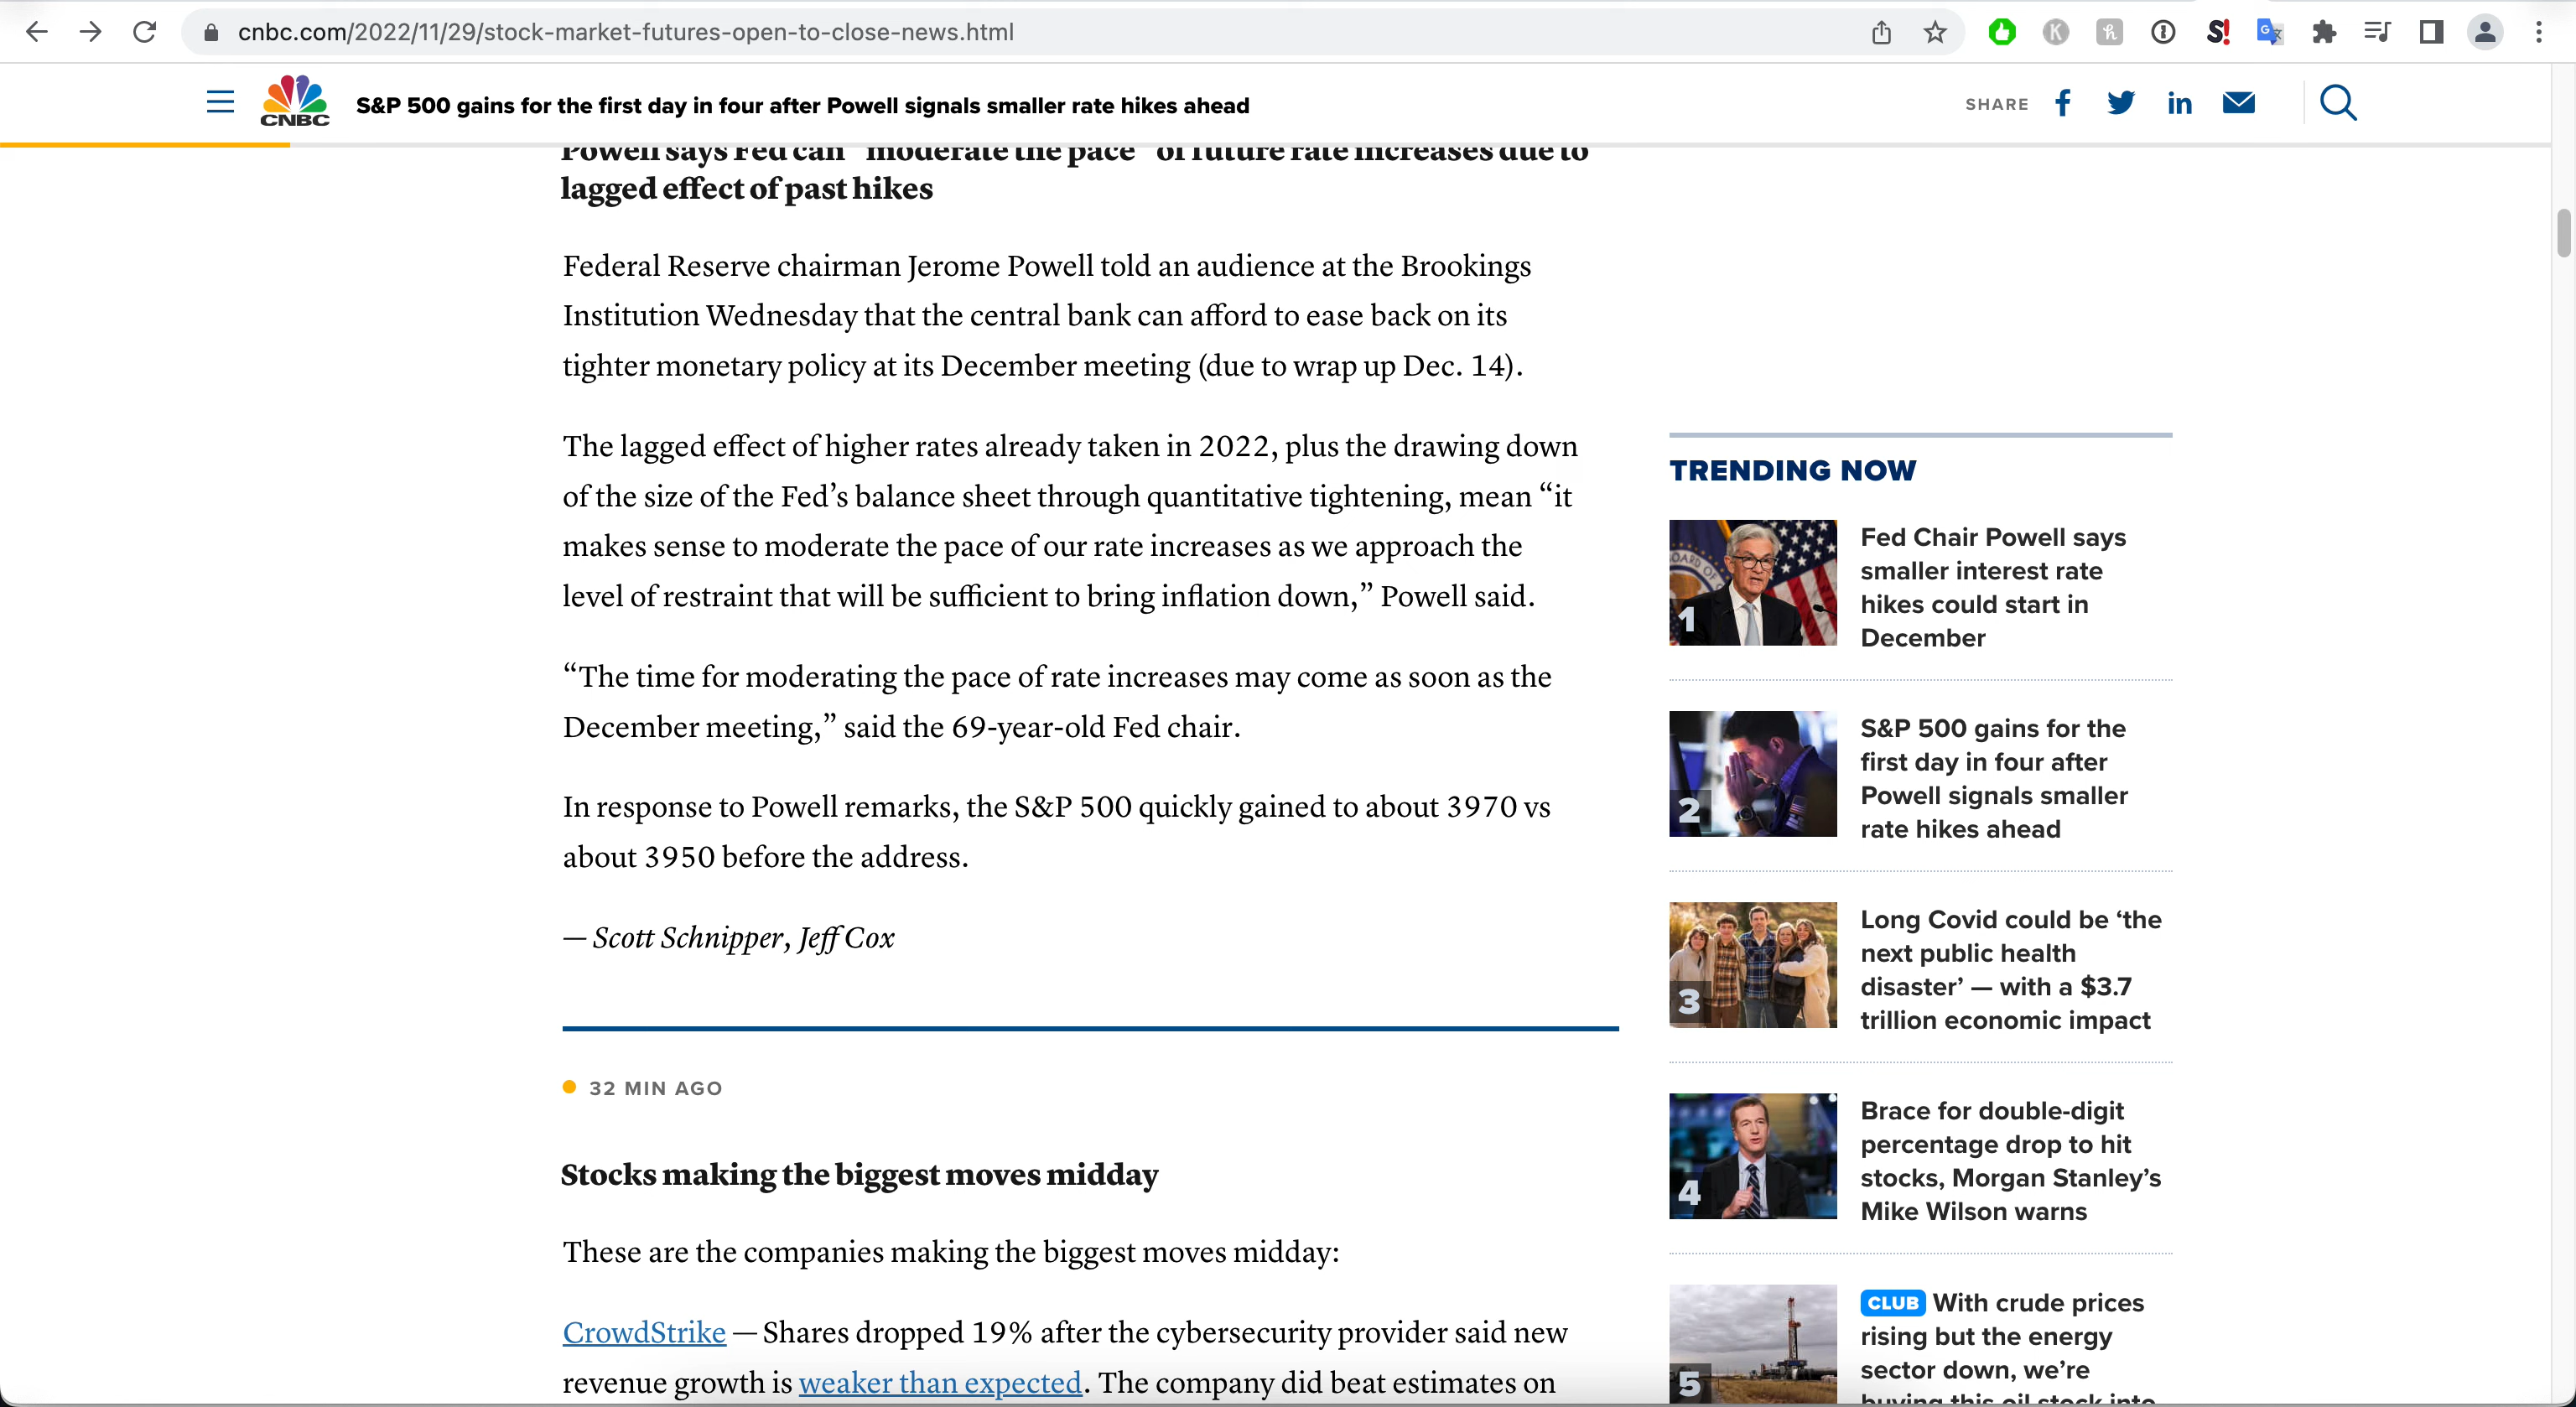 cnbc.com/2022/11/29/stock-market-futures-open-to-close-news.html
CNBC
S&P 500 gains for the first day in four after Powell signals smaller rate hikes ahead
SHARE
Powell says Fed can "moderate the pace" of future rate increases due to
lagged effect of past hikes
Federal Reserve chairman Jerome Powell told an audience at the Brookings
Institution Wednesday that the central bank can afford to ease back on its
tighter monetary policy at its December meeting (due to wrap up Dec. 14).
The lagged effect of higher rates already taken in 2022, plus the drawing down
of the size of the Fed’s balance sheet through quantitative tightening, mean “it
makes sense to moderate the pace of our rate increases as we approach the
level of restraint that will be sufficient to bring inflation down,” Powell said.
“The time for moderating the pace of rate increases may come as soon as the
December meeting,” said the 69-year-old Fed chair.
In response to Powell remarks, the S&P 500 quickly gained to about 3970 vs
about 3950 before the address.
— Scott Schnipper, Jeff Cox
32 MIN AGO
Stocks making the biggest moves midday
These are the companies making the biggest moves midday:
CrowdStrike — Shares dropped 19% after the cybersecurity provider said new
revenue growth is weaker than expected. The company did beat estimates on
TRENDING NOW
1
Fed Chair Powell says
smaller interest rate
hikes could start in
December
2
S&P 500 gains for the
first day in four after
Powell signals smaller
rate hikes ahead
3
Long Covid could be ‘the
next public health
disaster’ — with a $3.7
trillion economic impact
4
Brace for double-digit
percentage drop to hit
stocks, Morgan Stanley’s
Mike Wilson warns
5
CLUB With crude prices
rising but the energy
sector down, we’re
buying this oil stock into